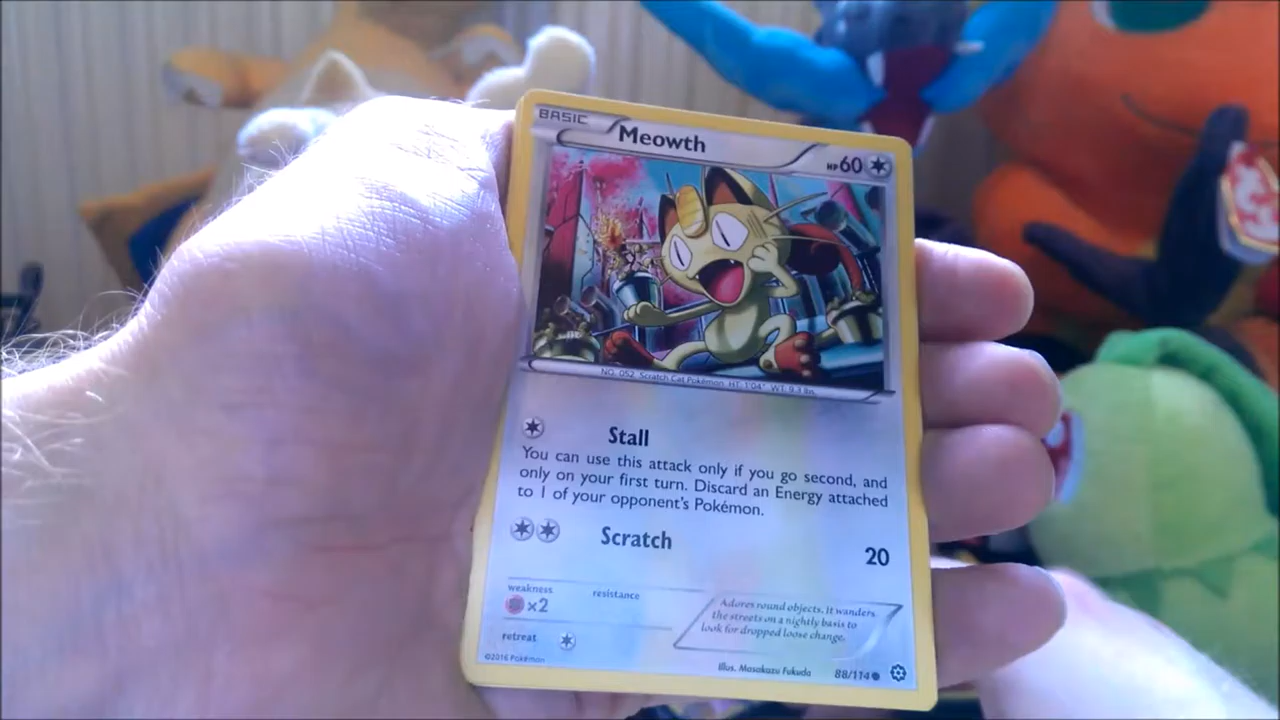 BASIC
Meowth
HP60
NO. 052 Scratch Cat Pokémon HT: 1'04" WT: 9.3 lbs.
Stall
You can use this attack only if you go second, and
only on your first turn. Discard an Energy attached
to 1 of your opponent's Pokémon.
Scratch
20
weakness
×2
resistance
retreat
Adores round objects. It wanders
the streets on a nightly basis to
look for dropped loose change.
©2016 Pokémon
Illus. Masakazu Fukuda
88/114